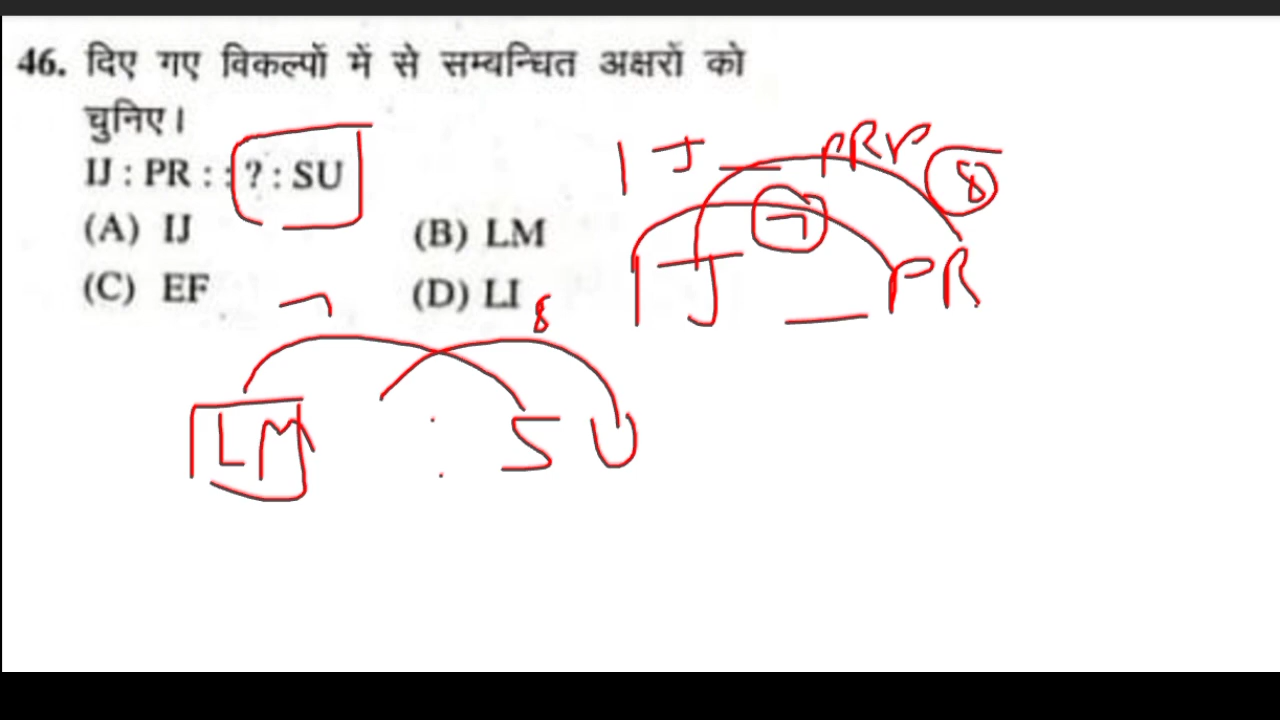 46. दिए गए विकल्पों में से सम्बन्धित अक्षरों को
चुनिए।
IJ : PR : : ? : SU
(A) IJ (B) LM
(C) EF (D) LI
I J _ PR
8
7
I J _ PR
7 8
LM : SU